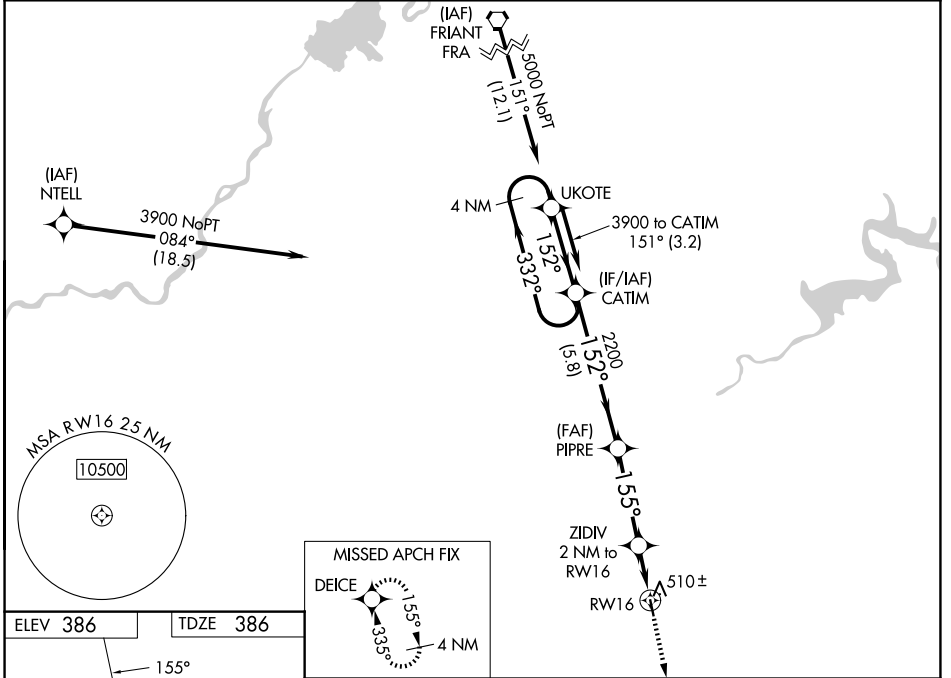 (IAF)
FRIANT
FRA
5000 NoPT
151°
(12.1)
(IAF)
NTELL
3900 NoPT
084°
(18.5)
4 NM
UKOTE
3900 to CATIM
151° (3.2)
152°
332°
(IF/IAF)
CATIM
2200
152°
(5.8)
MSA RW16 25 NM
10500
(FAF)
PIPRE
155°
ZIDIV
2 NM to
RW16
510±
RW16
MISSED APCH FIX
DEICE
155°
335°
4 NM
ELEV 386
TDZE 386
155°